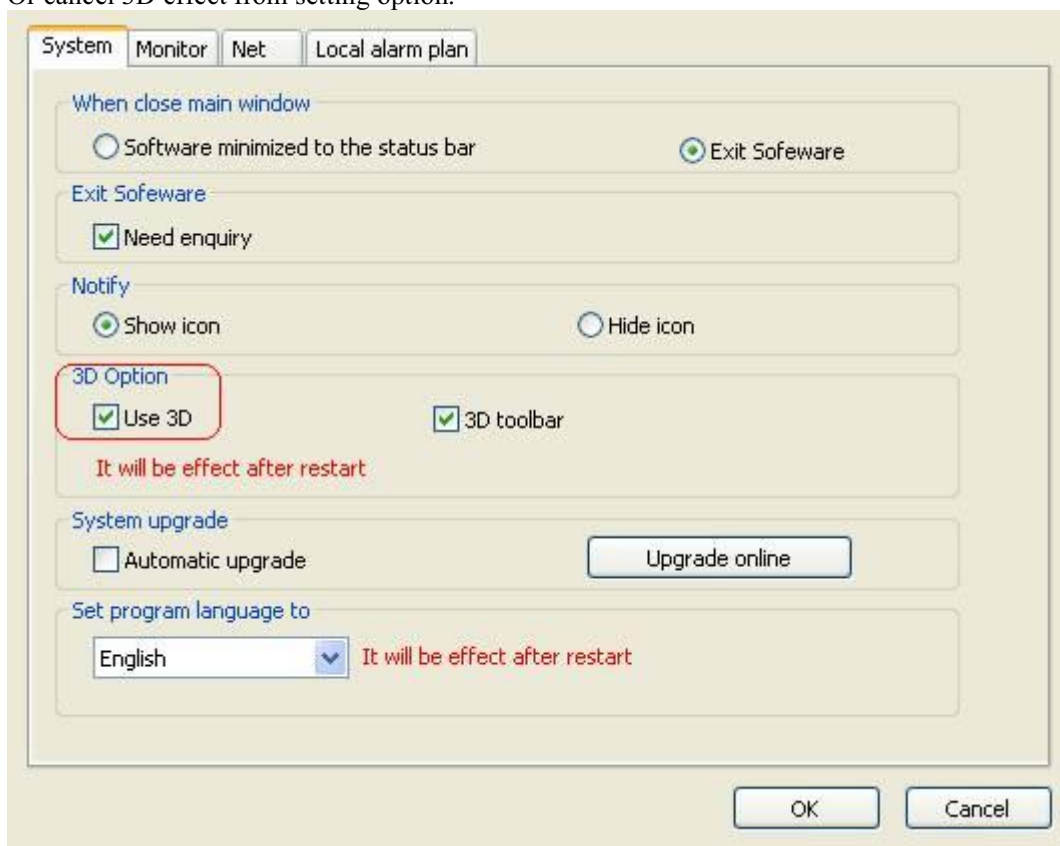 Or cancel 3D effect from setting option.
System Monitor Net Local alarm plan
When close main window
Software minimized to the status bar Exit Sofeware
Exit Sofeware
Need enquiry
Notify
Show icon Hide icon
3D Option
Use 3D 3D toolbar
It will be effect after restart
System upgrade
Automatic upgrade Upgrade online
Set program language to
English It will be effect after restart
OK Cancel